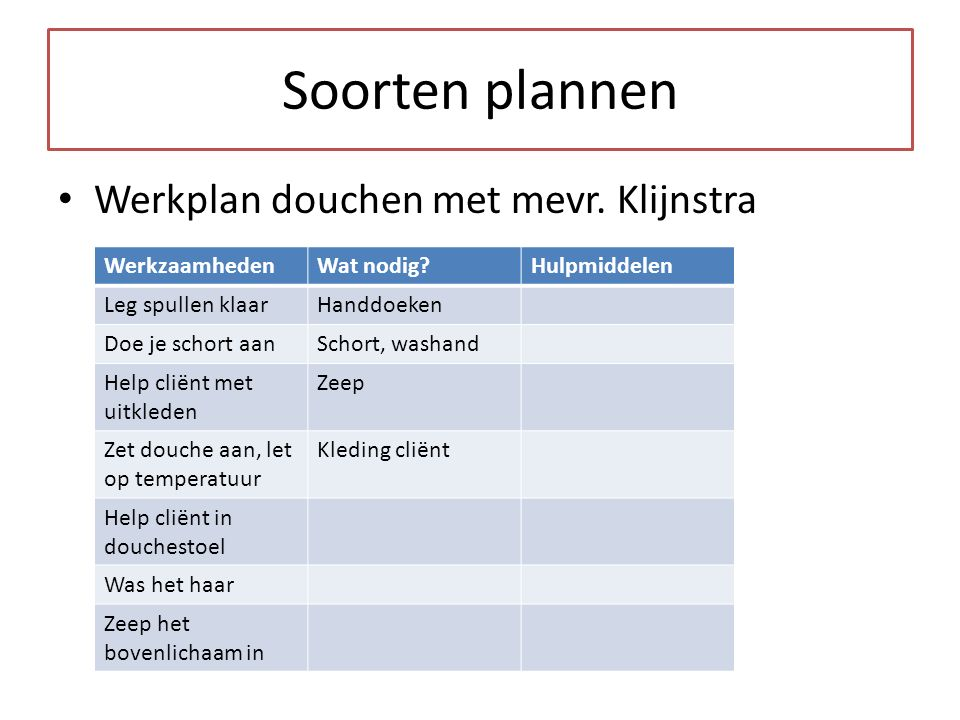 Soorten plannen
• Werkplan douchen met mevr. Klijnstra
Werkzaamheden Wat nodig? Hulpmiddelen
Leg spullen klaar Handdoeken
Doe je schort aan Schort, washand
Help cliënt met uitkleden Zeep
Zet douche aan, let op temperatuur Kleding cliënt
Help cliënt in douchestoel
Was het haar
Zeep het bovenlichaam in